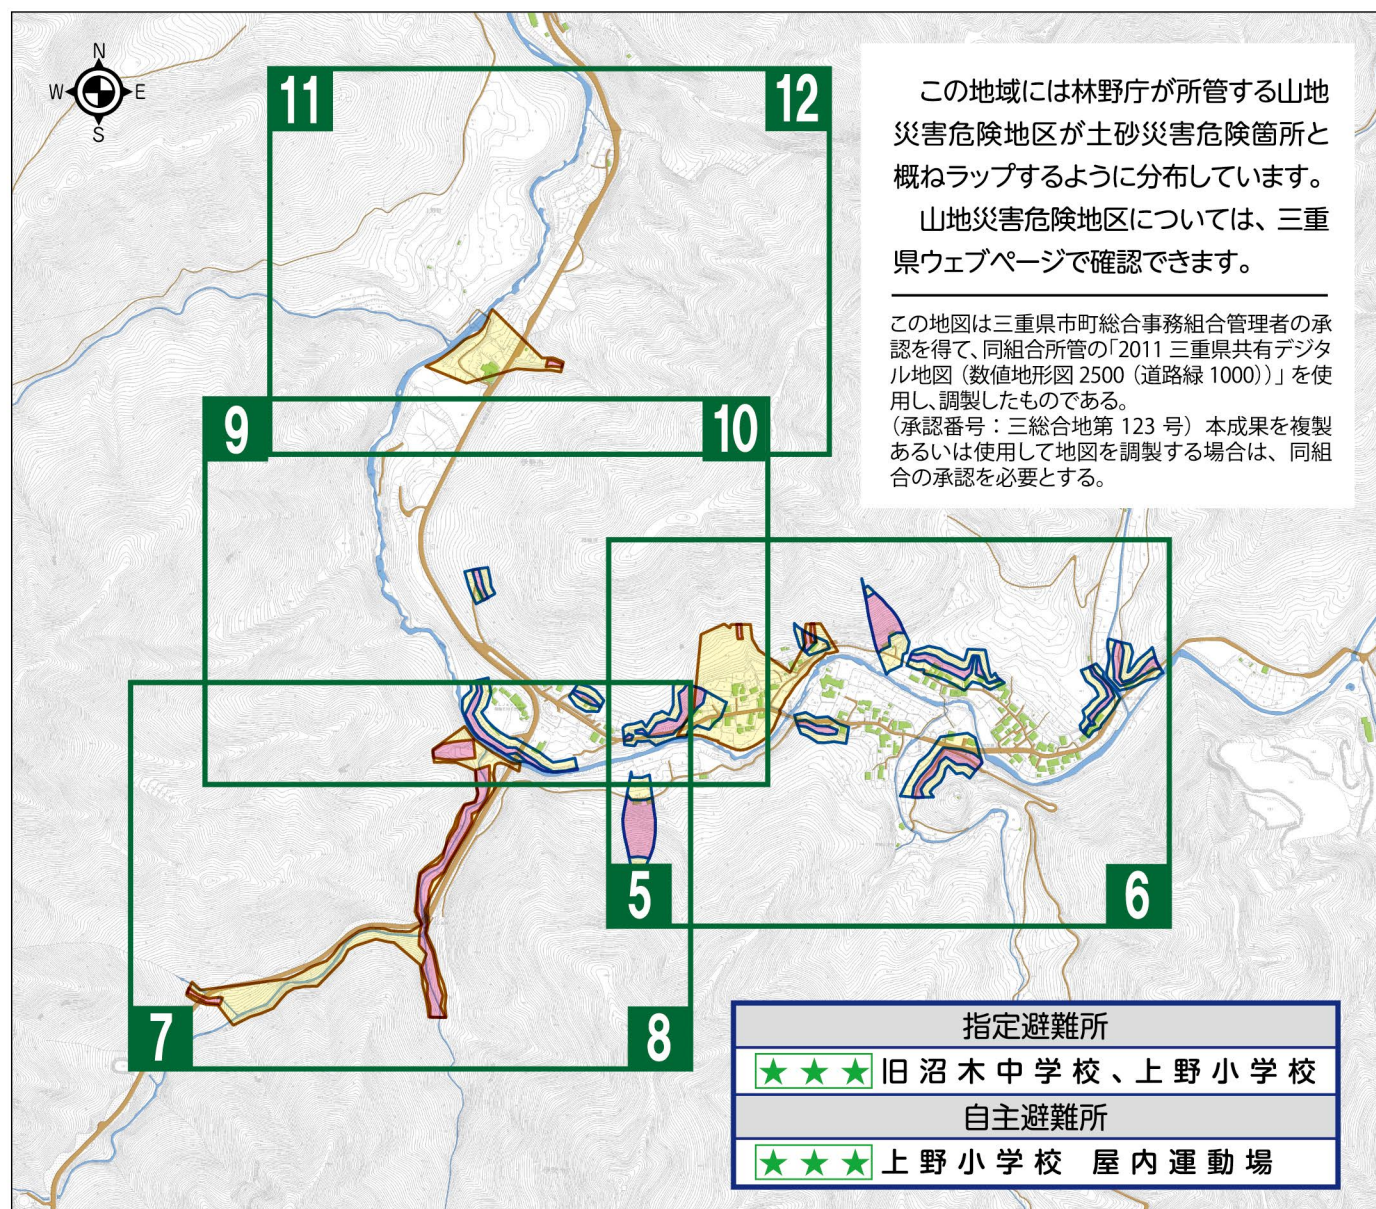 N
W E
S
11
12
この地域には林野庁が所管する山地
災害危険地区が土砂災害危険箇所と
概ねラップするように分布しています。
山地災害危険地区については、三重
県ウェブページで確認できます。
この地図は三重県市町総合事務組合管理者の承
認を得て、同組合所管の「2011 三重県共有デジタ
ル地図（数値地形図 2500（道路縁 1000））」を使
用し、調製したものである。
（承認番号：三総合地第 123 号）本成果を複製
あるいは使用して地図を調製する場合は、同組
合の承認を必要とする。
9
10
5
6
7
8
指定避難所
★★★ 旧沼木中学校、上野小学校
自主避難所
★★★ 上野小学校 屋内運動場